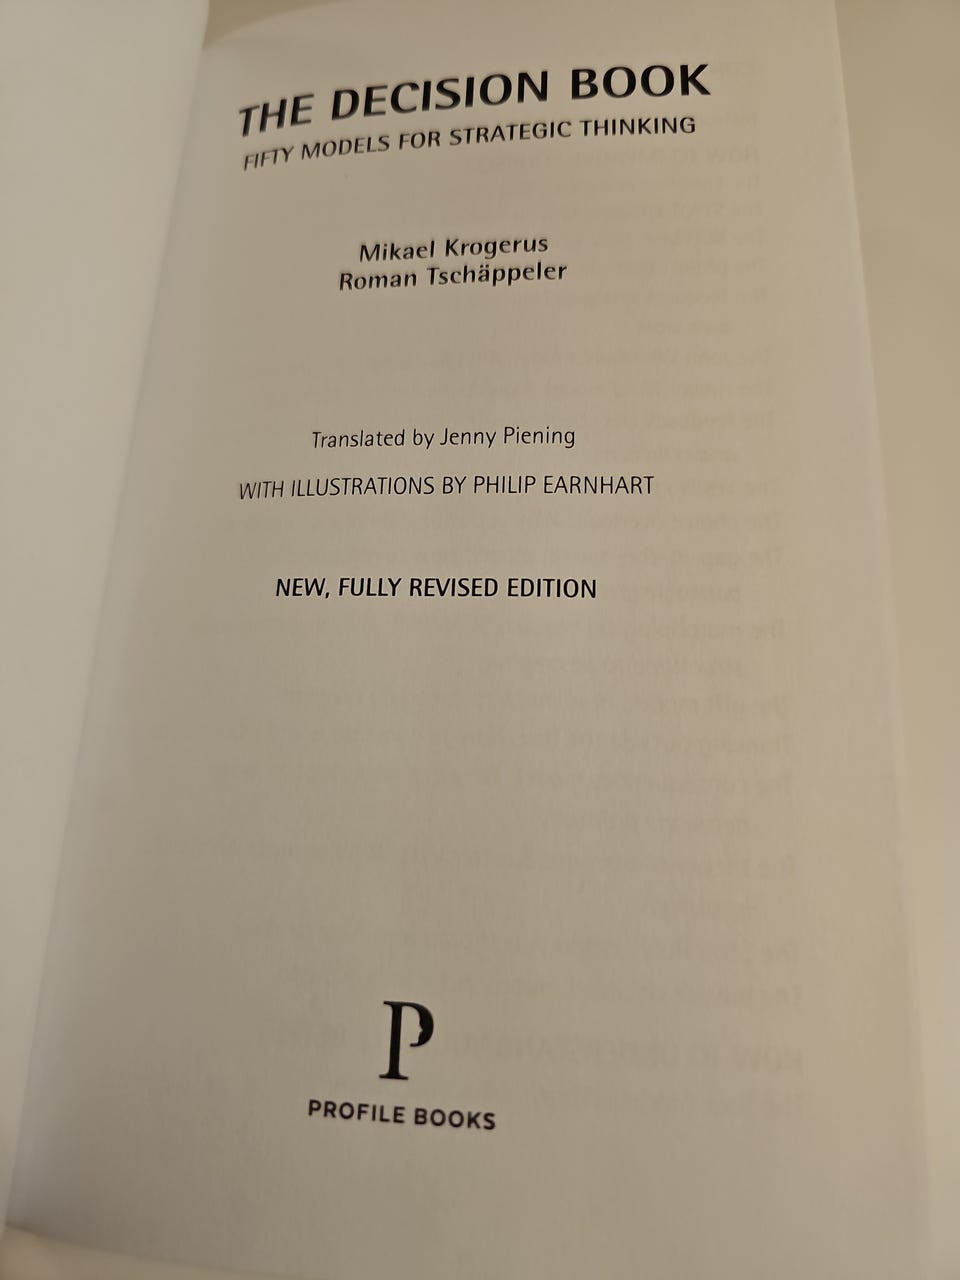 THE DECISION BOOK
FIFTY MODELS FOR STRATEGIC THINKING
Mikael Krogerus
Roman Tschäppeler
Translated by Jenny Piening
WITH ILLUSTRATIONS BY PHILIP EARNHART
NEW, FULLY REVISED EDITION
P
PROFILE BOOKS